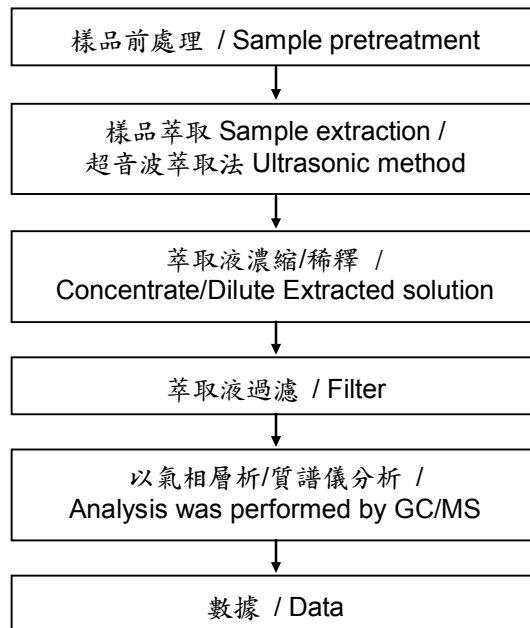 樣品前處理 / Sample pretreatment
樣品萃取 Sample extraction /
超音波萃取法 Ultrasonic method
萃取液濃縮/稀釋 /
Concentrate/Dilute Extracted solution
萃取液過濾 / Filter
以氣相層析/質譜儀分析 /
Analysis was performed by GC/MS
數據 / Data